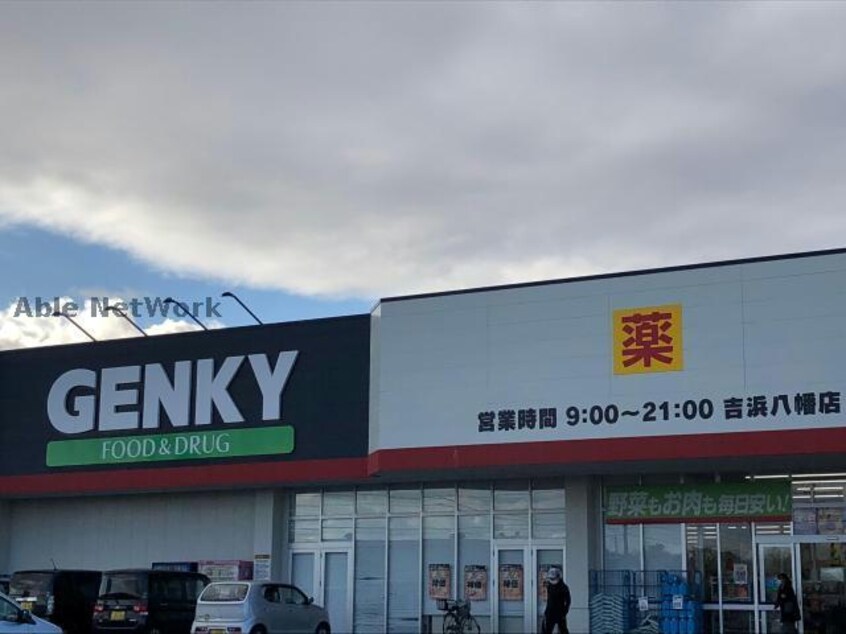 Able NetWork
GENKY
FOOD & DRUG
薬
営業時間 9:00～21:00 吉浜八幡店
野菜もお肉も毎日安い!